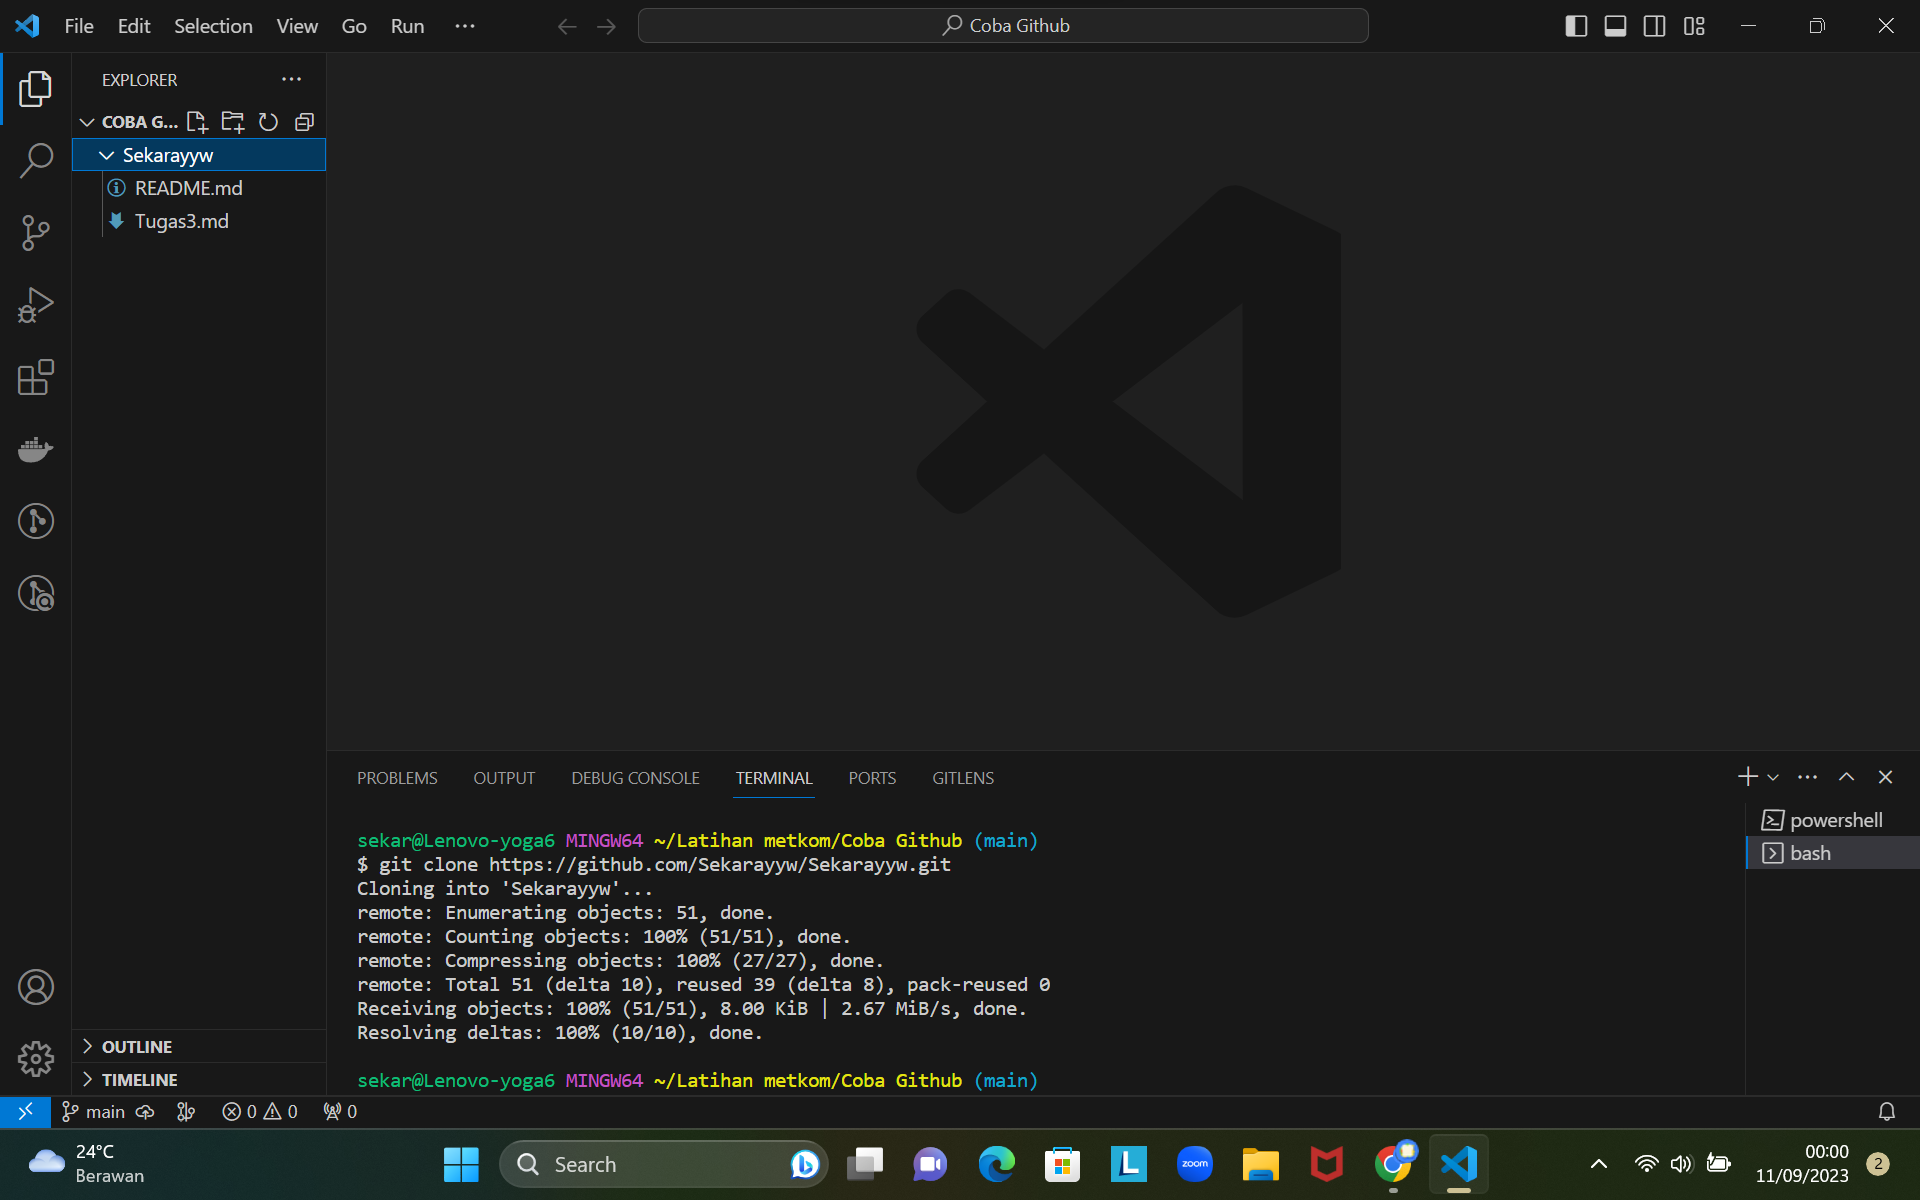 File Edit Selection View Go Run ...
Coba Github
EXPLORER
COBA G...
Sekarayyw
README.md
Tugas3.md
PROBLEMS OUTPUT DEBUG CONSOLE TERMINAL PORTS GITLENS
powershell
bash
sekar@Lenovo-yoga6 MINGW64 ~/Latihan metkom/Coba Github (main)
$ git clone https://github.com/Sekarayyw/Sekarayyw.git
Cloning into 'Sekarayyw'...
remote: Enumerating objects: 51, done.
remote: Counting objects: 100% (51/51), done.
remote: Compressing objects: 100% (27/27), done.
remote: Total 51 (delta 10), reused 39 (delta 8), pack-reused 0
Receiving objects: 100% (51/51), 8.00 KiB | 2.67 MiB/s, done.
Resolving deltas: 100% (10/10), done.
sekar@Lenovo-yoga6 MINGW64 ~/Latihan metkom/Coba Github (main)
OUTLINE
TIMELINE
main 0 0 0
24°C
Berawan
Search
L
zoom
00:00
11/09/2023
2